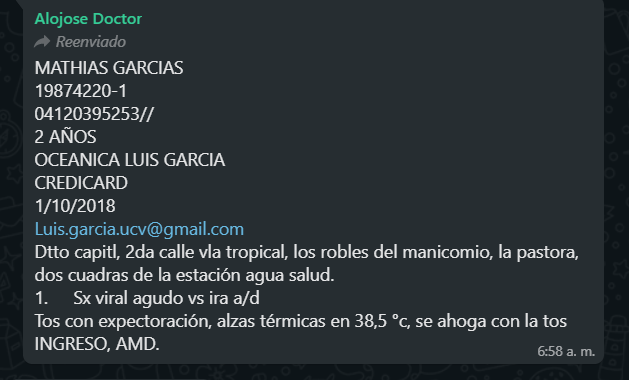 Alojose Doctor
Reenviado
MATHIAS GARCIAS
19874220-1
04120395253//
2 AÑOS
OCEANICA LUIS GARCIA
CREDICARD
1/10/2018
Luis.garcia.ucv@gmail.com
Dtto capitl, 2da calle vla tropical, los robles del manicomio, la pastora,
dos cuadras de la estación agua salud.
1. Sx viral agudo vs ira a/d
Tos con expectoración, alzas térmicas en 38,5 °c, se ahoga con la tos
INGRESO, AMD.
6:58 a. m.